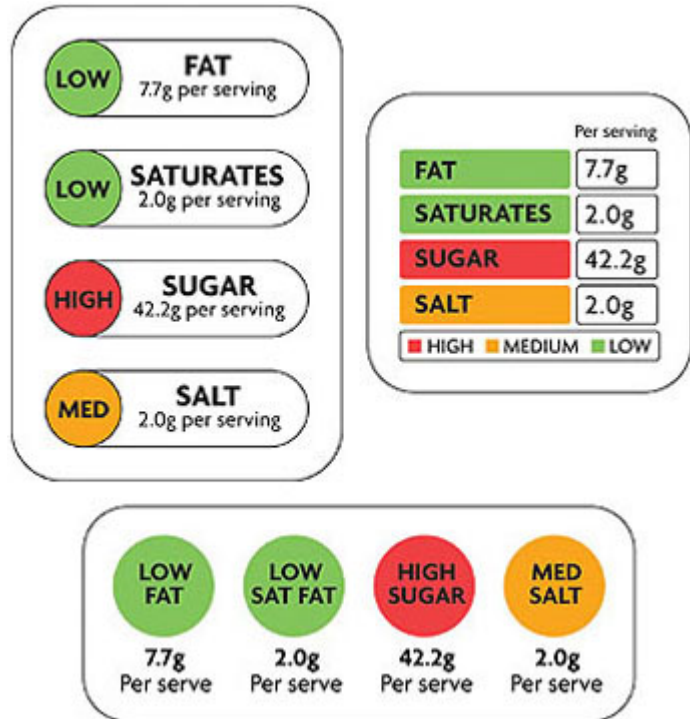 LOW
FAT
7.7g per serving
LOW
SATURATES
2.0g per serving
HIGH
SUGAR
42.2g per serving
MED
SALT
2.0g per serving
Per serving
FAT 7.7g
SATURATES 2.0g
SUGAR 42.2g
SALT 2.0g
HIGH MEDIUM LOW
LOW FAT
7.7g
Per serve
LOW SAT FAT
2.0g
Per serve
HIGH SUGAR
42.2g
Per serve
MED SALT
2.0g
Per serve